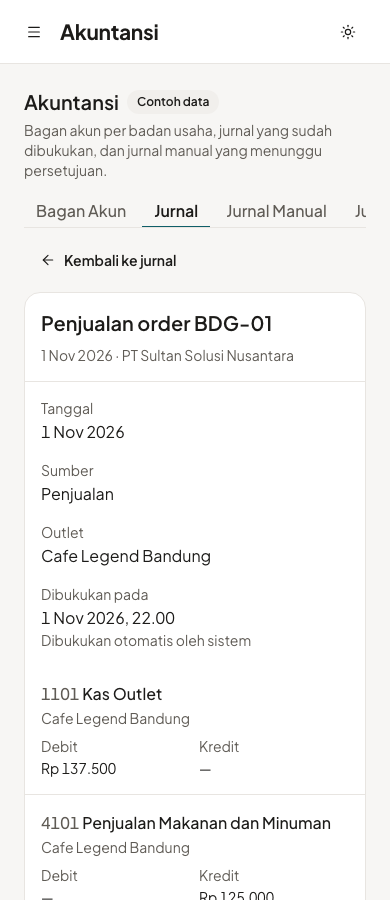 Akuntansi
Akuntansi Contoh data
Bagan akun per badan usaha, jurnal yang sudah
dibukukan, dan jurnal manual yang menunggu
persetujuan.
Bagan Akun Jurnal Jurnal Manual
Kembali ke jurnal
Penjualan order BDG-01
1 Nov 2026 · PT Sultan Solusi Nusantara
Tanggal
1 Nov 2026
Sumber
Penjualan
Outlet
Cafe Legend Bandung
Dibukukan pada
1 Nov 2026, 22.00
Dibukukan otomatis oleh sistem
1101 Kas Outlet
Cafe Legend Bandung
Debit Kredit
Rp 137.500 —
4101 Penjualan Makanan dan Minuman
Cafe Legend Bandung
Debit Kredit
— Rp 125.000